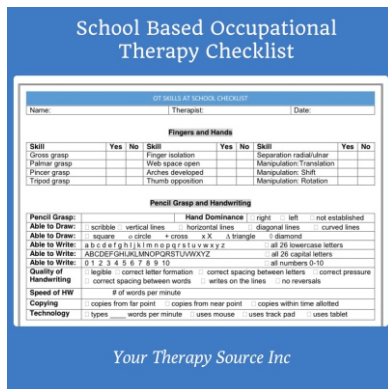 School Based Occupational
Therapy Checklist
OT SKILLS AT SCHOOL CHECKLIST
Name: Therapist: Date:
Fingers and Hands
Skill Yes No Skill Yes No Skill Yes No
Gross grasp Finger isolation Separation radial/ulnar
Palmar grasp Web space open Manipulation:Translation
Pincer grasp Arches developed Manipulation: Shift
Tripod grasp Thumb opposition Manipulation: Rotation
Pencil Grasp and Handwriting
Pencil Grasp: Hand Dominance □ right □ left □ not established
Able to Draw: □ scribble □ vertical lines □ horizontal lines □ diagonal lines □ curved lines
Able to Draw: □ square o circle + cross x X Δ triangle ◊ diamond
Able to Write: a b c d e f g h i j k l m n o p q r s t u v w x y z □ all 26 lowercase letters
Able to Write: ABCDEFGHIJKLMNOPQRSTUVWXYZ □ all 26 capital letters
Able to Write: 0 1 2 3 4 5 6 7 8 9 10 □ all numbers 0-10
Quality of Handwriting □ legible □ correct letter formation □ correct spacing between letters □ correct pressure
□ correct spacing between words □ writes on the lines □ no reversals
Speed of HW # of words per minute
Copying □ copies from far point □ copies from near point □ copies within time allotted
Technology □ types ____ words per minute □ uses mouse □ uses track pad □ uses tablet
Your Therapy Source Inc